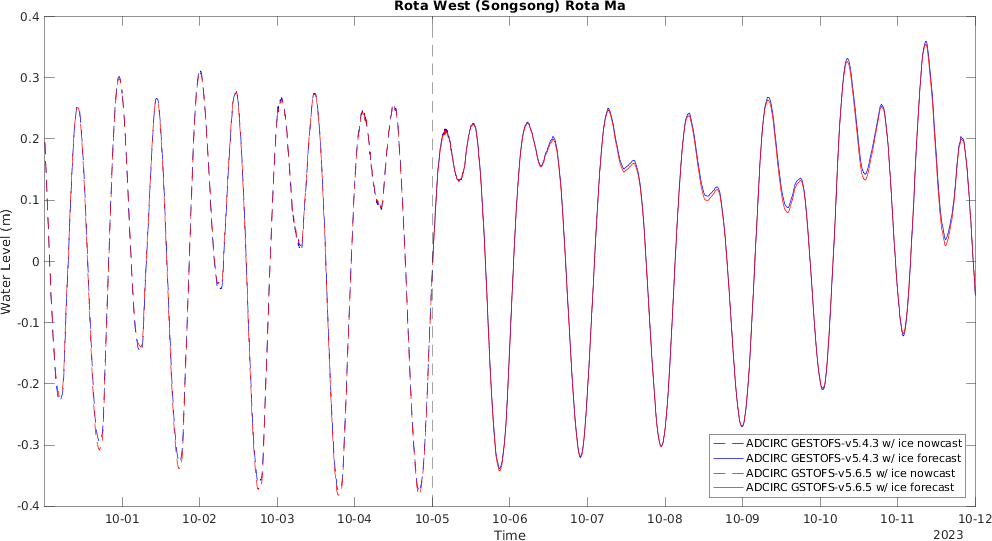 Rota West (Songsong) Rota Ma
0.4
0.3
0.2
0.1
0
-0.1
-0.2
-0.3
-0.4
Water Level (m)
10-01 10-02 10-03 10-04 10-05 10-06 10-07 10-08 10-09 10-10 10-11 10-12
Time
2023
ADCIRC GESTOFS-v5.4.3 w/ ice nowcast
ADCIRC GESTOFS-v5.4.3 w/ ice forecast
ADCIRC GSTOFS-v5.6.5 w/ ice nowcast
ADCIRC GSTOFS-v5.6.5 w/ ice forecast